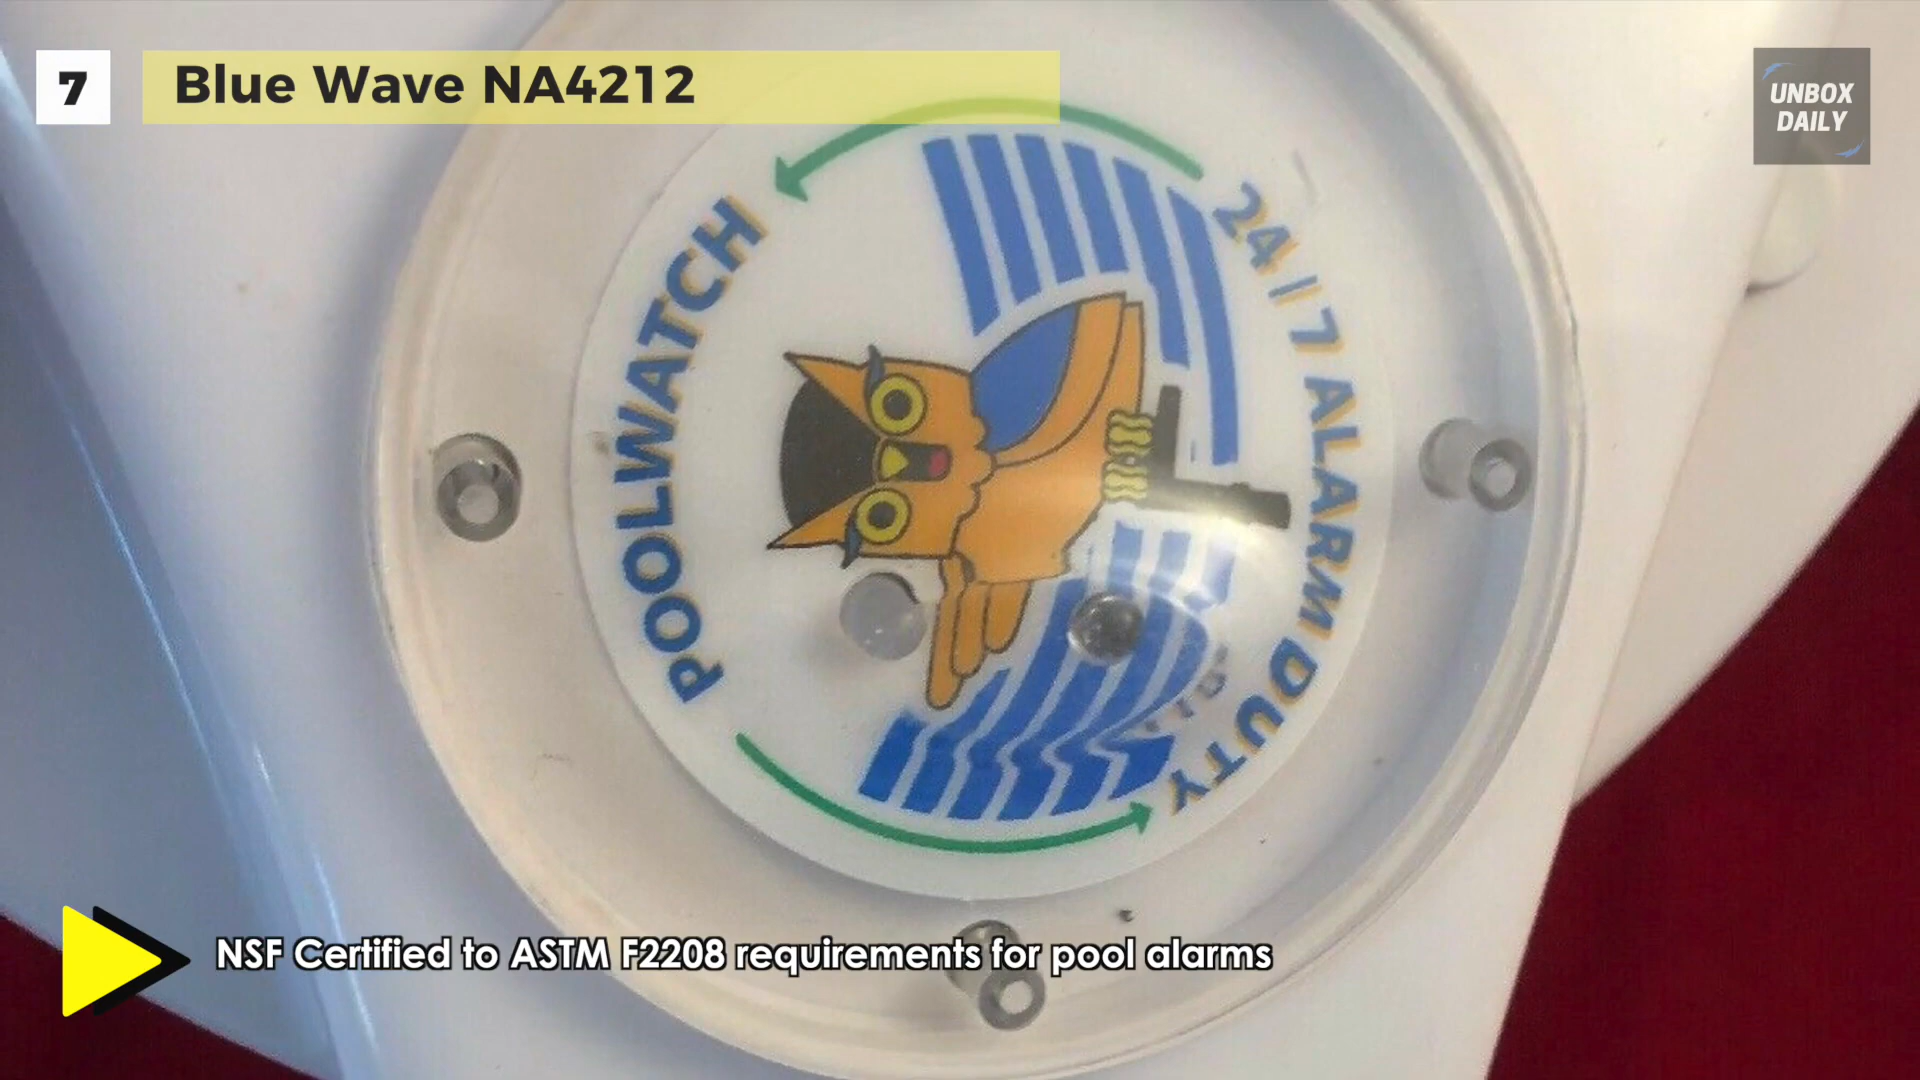 7
Blue Wave NA4212
UNBOX
DAILY
POOLWATCH
24 / 7 ALARM DUTY
NSF Certified to ASTM F2208 requirements for pool alarms